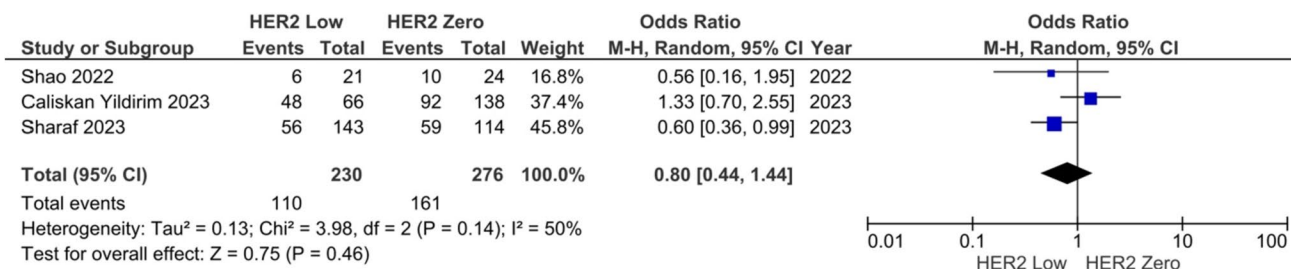 HER2 Low HER2 Zero Odds Ratio Odds Ratio
Study or Subgroup Events Total Events Total Weight M-H, Random, 95% CI Year M-H, Random, 95% CI
Shao 2022 6 21 10 24 16.8% 0.56 [0.16, 1.95] 2022
Caliskan Yildirim 2023 48 66 92 138 37.4% 1.33 [0.70, 2.55] 2023
Sharaf 2023 56 143 59 114 45.8% 0.60 [0.36, 0.99] 2023
Total (95% CI) 230 276 100.0% 0.80 [0.44, 1.44]
Total events 110 161
Heterogeneity: Tau² = 0.13; Chi² = 3.98, df = 2 (P = 0.14); I² = 50%
Test for overall effect: Z = 0.75 (P = 0.46)
0.01 0.1 1 10 100
HER2 Low HER2 Zero